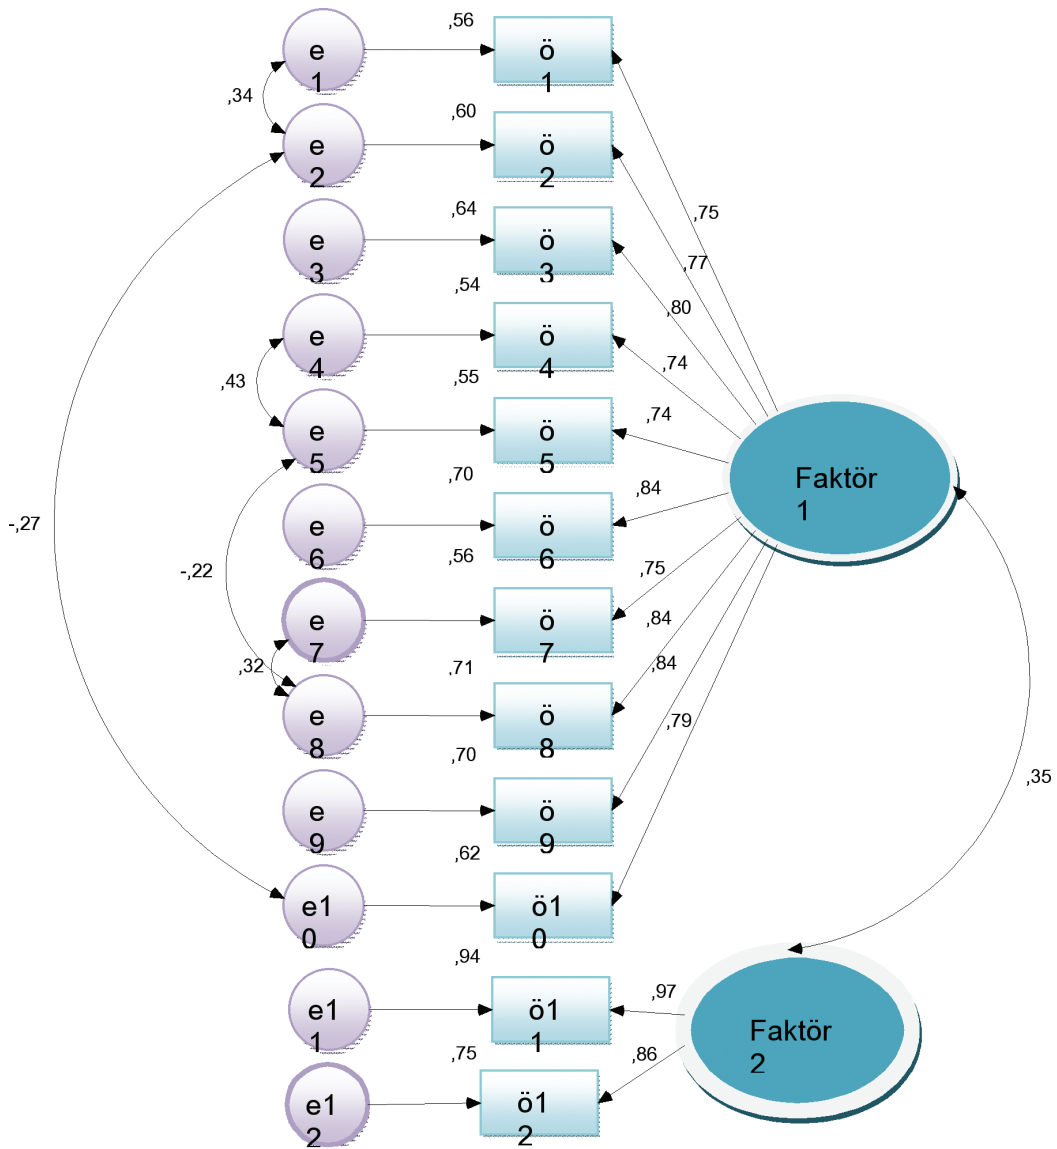 ,56
e
1
ö
1
,34
,60
e
2
ö
2
,64
,75
e
3
ö
3
,77
,54
,80
e
4
ö
4
,74
,43
,55
,74
e
5
ö
5
,70
,84
Faktör
1
-,27
e
6
ö
6
,56
,75
-,22
e
7
ö
7
,84
,32
,71
,84
e
8
ö
8
,79
,70
,35
e
9
ö
9
,62
e1
0
ö1
0
,94
,97
e1
1
ö1
1
Faktör
2
,75
,86
e1
2
ö1
2